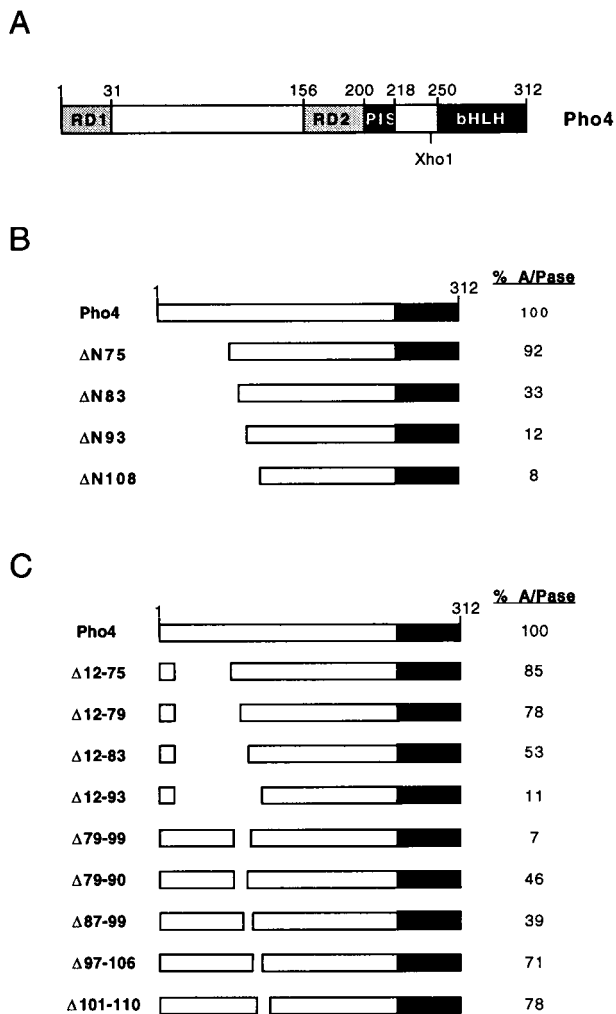 A
1 31 156 200 218 250 312
RD1 RD2 PIS bHLH Pho4
Xho1
B
% A/Pase
1 312
Pho4 100
ΔN75 92
ΔN83 33
ΔN93 12
ΔN108 8
C
% A/Pase
1 312
Pho4 100
Δ12-75 85
Δ12-79 78
Δ12-83 53
Δ12-93 11
Δ79-99 7
Δ79-90 46
Δ87-99 39
Δ97-106 71
Δ101-110 78